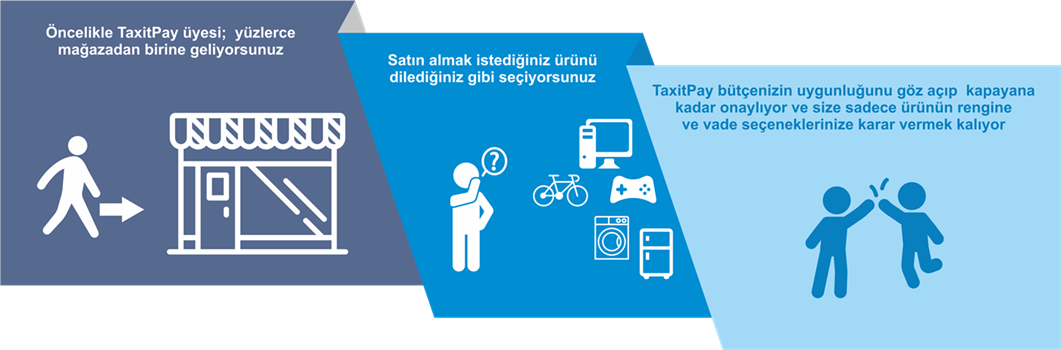 Öncelikle TaxitPay üyesi; yüzlerce
mağazadan birine geliyorsunuz
Satın almak istediğiniz ürünü
dilediğiniz gibi seçiyorsunuz
TaxitPay bütçenizin uygunluğunu göz açıp kapayana
kadar onaylıyor ve size sadece ürünün rengine
ve vade seçeneklerinize karar vermek kalıyor
?